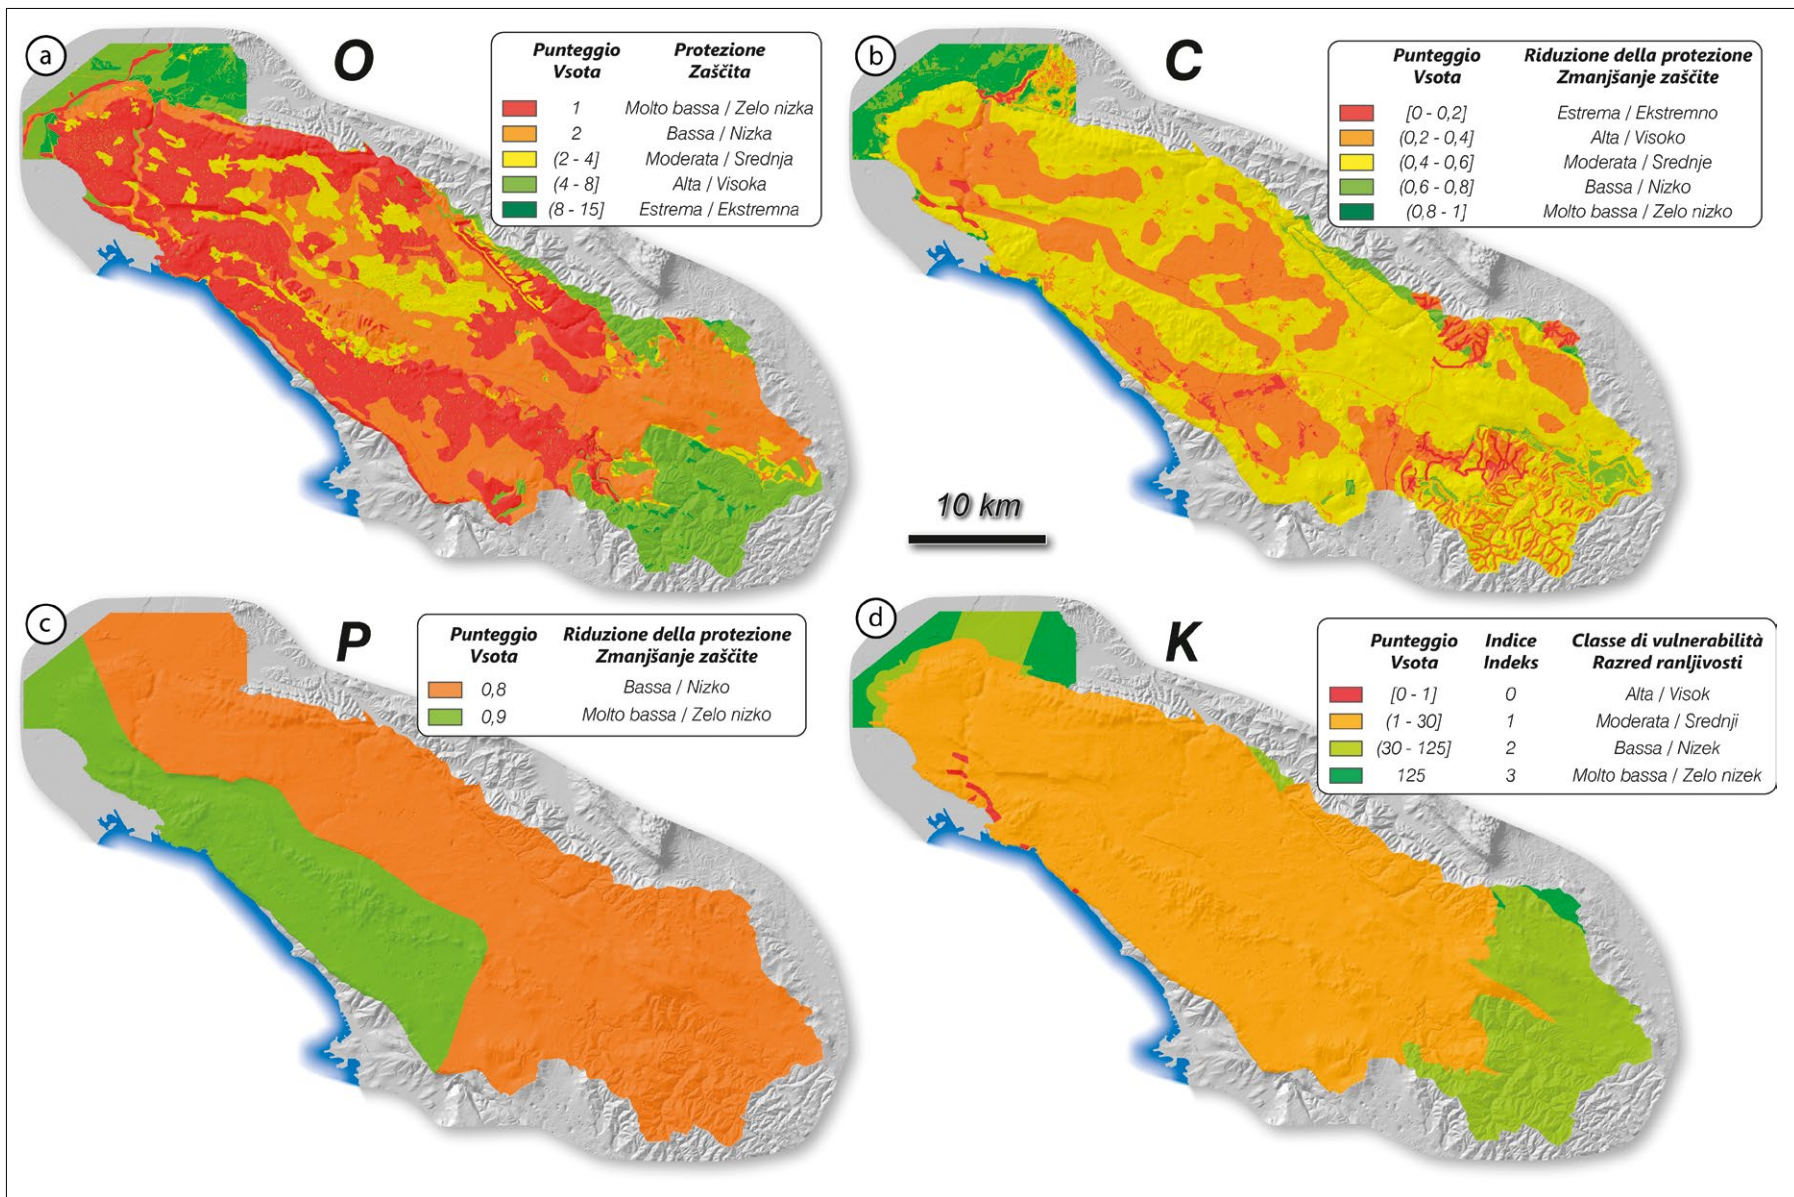 a
O
Punteggio Protezione
Vsota Zaščita
1 Molto bassa / Zelo nizka
2 Bassa / Nizka
(2 - 4] Moderata / Srednja
(4 - 8] Alta / Visoka
(8 - 15] Estrema / Ekstremna
b
C
Punteggio Riduzione della protezione
Vsota Zmanjšanje zaščite
[0 - 0,2] Estrema / Ekstremno
(0,2 - 0,4] Alta / Visoko
(0,4 - 0,6] Moderata / Srednje
(0,6 - 0,8] Bassa / Nizko
(0,8 - 1] Molto bassa / Zelo nizko
10 km
c
P
Punteggio Riduzione della protezione
Vsota Zmanjšanje zaščite
0,8 Bassa / Nizko
0,9 Molto bassa / Zelo nizko
d
K
Punteggio Indice Classe di vulnerabilità
Vsota Indeks Razred ranljivosti
[0 - 1] 0 Alta / Visok
(1 - 30] 1 Moderata / Srednji
(30 - 125] 2 Bassa / Nizek
125 3 Molto bassa / Zelo nizek